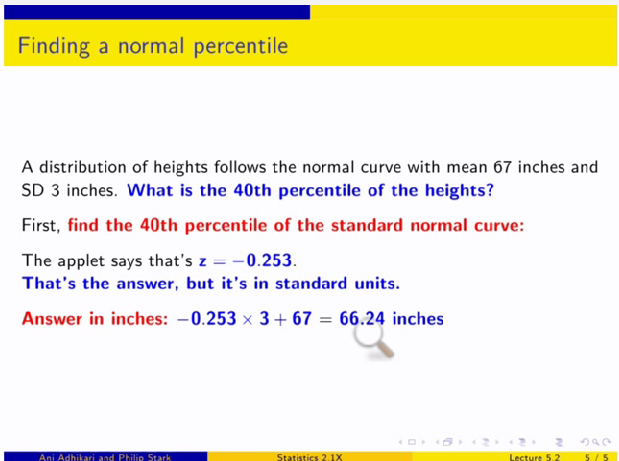 Finding a normal percentile
A distribution of heights follows the normal curve with mean 67 inches and
SD 3 inches. What is the 40th percentile of the heights?
First, find the 40th percentile of the standard normal curve:
The applet says that's z = −0.253.
That's the answer, but it's in standard units.
Answer in inches: −0.253 × 3 + 67 = 66.24 inches
Ani Adhikari and Philip Stark Statistics 2.1X Lecture 5.2 5 / 5